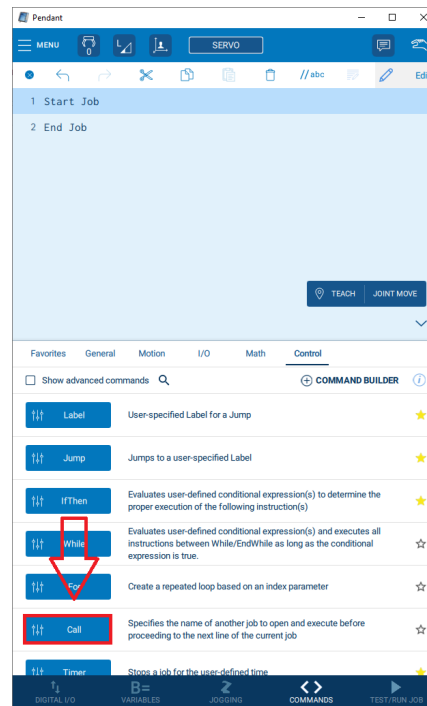 Pendant
MENU
0
SERVO
//abc
Edi
1 Start Job
2 End Job
TEACH
JOINT MOVE
Favorites General Motion I/O Math Control
Show advanced commands
COMMAND BUILDER
Label
User-specified Label for a Jump
Jump
Jumps to a user-specified Label
IfThen
Evaluates user-defined conditional expression(s) to determine the
proper execution of the following instruction(s)
While
Evaluates user-defined conditional expression(s) and executes all
instructions between While/EndWhile as long as the conditional
expression is true.
For
Create a repeated loop based on an index parameter
Call
Specifies the name of another job to open and execute before
proceeding to the next line of the current job
Timer
Stops a job for the user-defined time
DIGITAL I/O
B=
VARIABLES
JOGGING
COMMANDS
TEST/RUN JOB